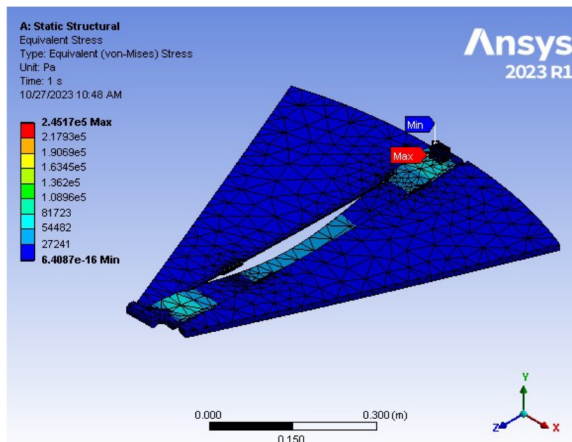 A: Static Structural
Equivalent Stress
Type: Equivalent (von-Mises) Stress
Unit: Pa
Time: 1 s
10/27/2023 10:48 AM
2.4517e5 Max
2.1793e5
1.9069e5
1.6345e5
1.362e5
1.0896e5
81723
54482
27241
6.4087e-16 Min
Ansys
2023 R1
Min
Max
0.000
0.300 (m)
0.150
Y
Z
X